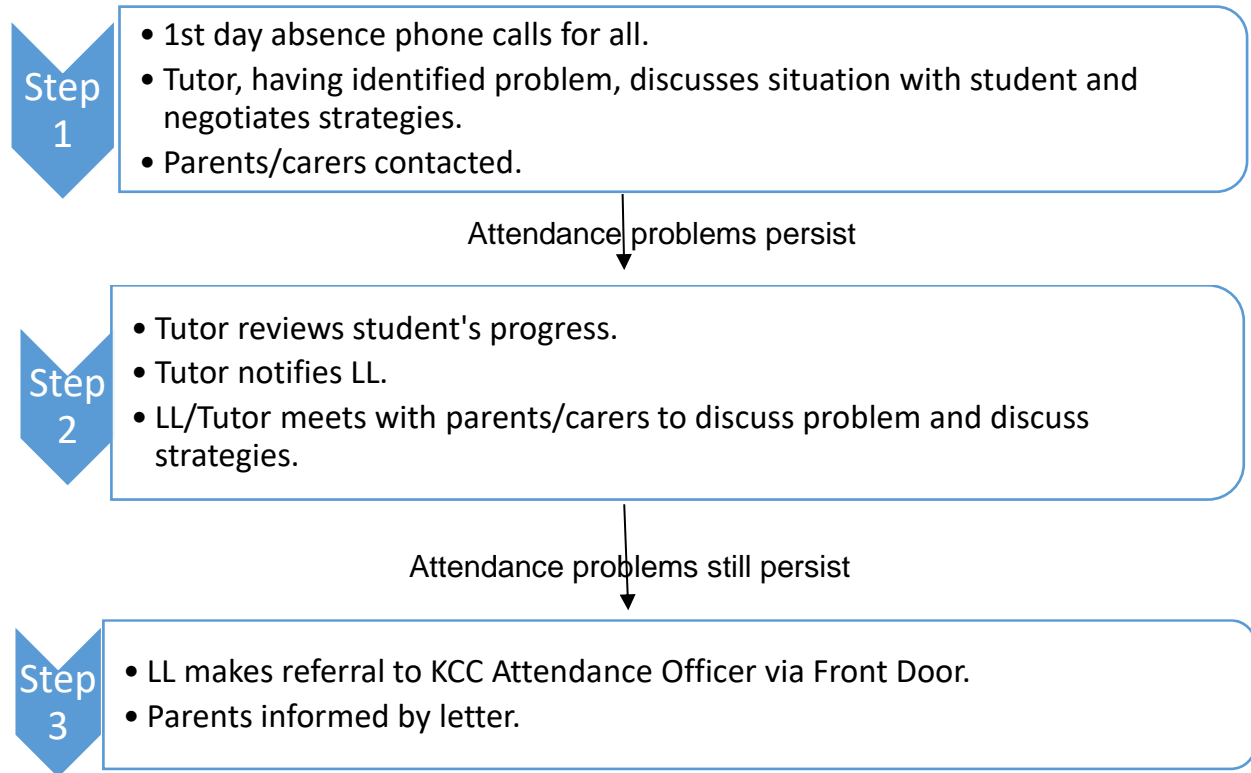 Step
1
• 1st day absence phone calls for all.
• Tutor, having identified problem, discusses situation with student and
negotiates strategies.
• Parents/carers contacted.
Attendance problems persist
Step
2
• Tutor reviews student's progress.
• Tutor notifies LL.
• LL/Tutor meets with parents/carers to discuss problem and discuss
strategies.
Attendance problems still persist
Step
3
• LL makes referral to KCC Attendance Officer via Front Door.
• Parents informed by letter.